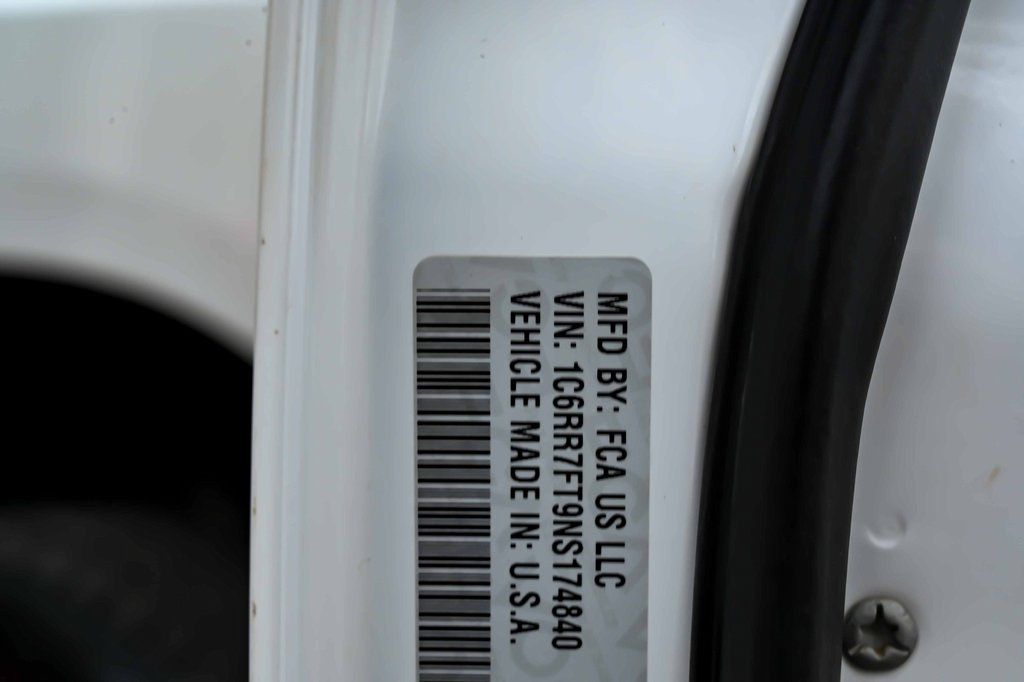 MFD BY: FCA US LLC
VIN: 1C6RR7FT9NS174840
VEHICLE MADE IN: U.S.A.